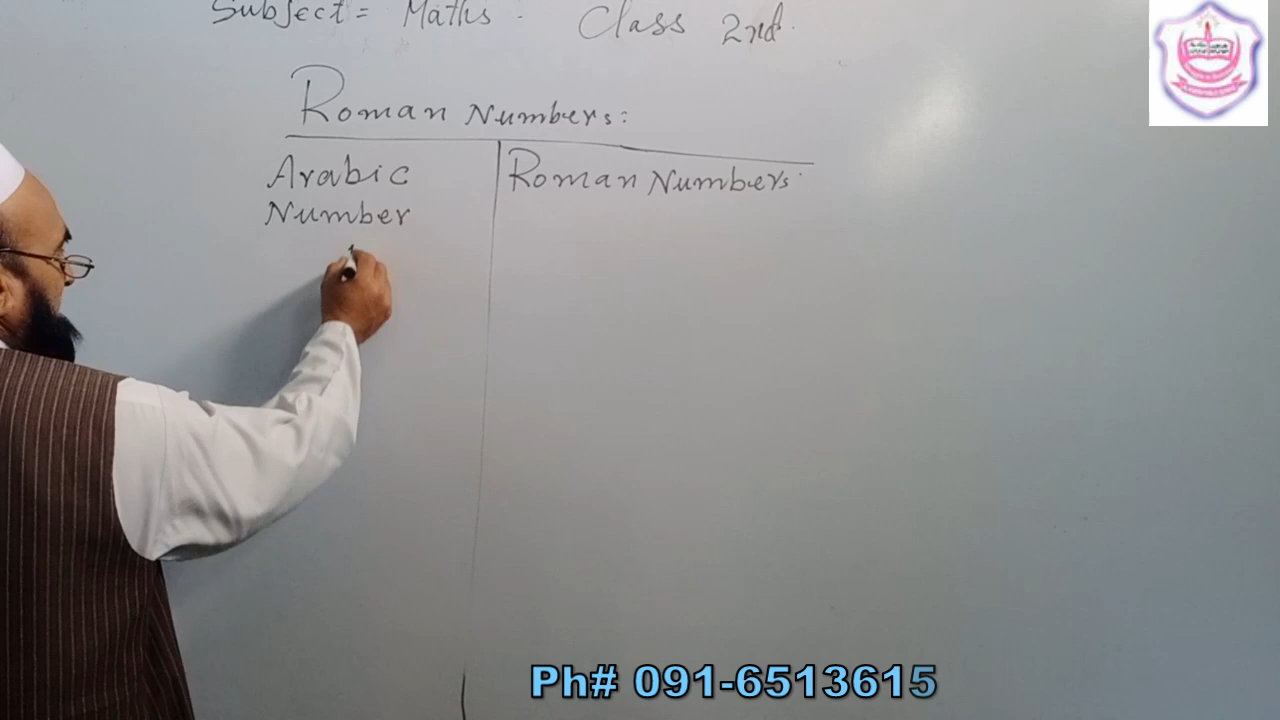 Subject = Maths. Class 2nd.
Roman Numbers:
Arabic Number
Roman Numbers.
Ph# 091-6513615